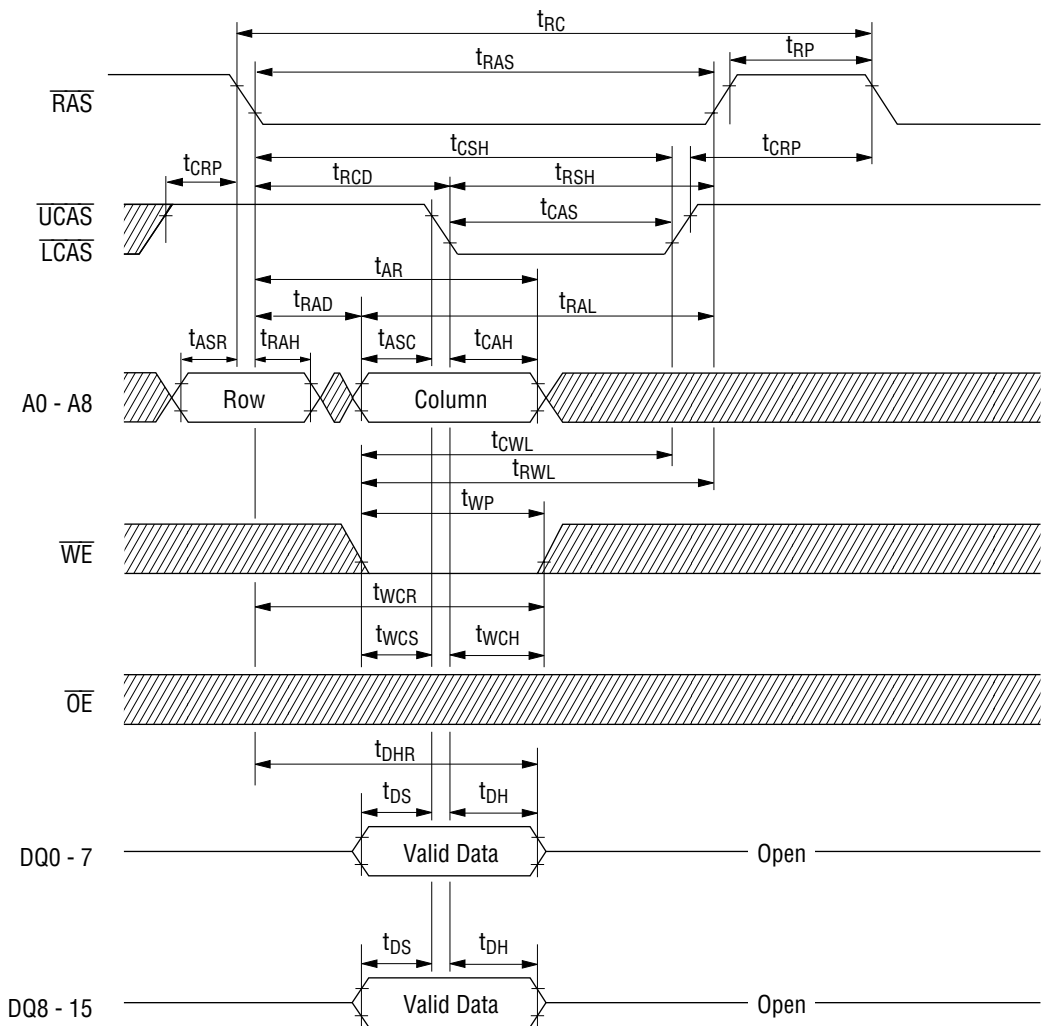 tRC
tRAS
tRP
RAS
tCSH
tCRP
tCRP
tRCD
tRSH
UCAS
tCAS
LCAS
tAR
tRAD
tRAL
tASR
tRAH
tASC
tCAH
A0 - A8
Row
Column
tCWL
tRWL
tWP
WE
tWCR
tWCS
tWCH
OE
tDHR
tDS
tDH
DQ0 - 7
Valid Data
Open
tDS
tDH
DQ8 - 15
Valid Data
Open